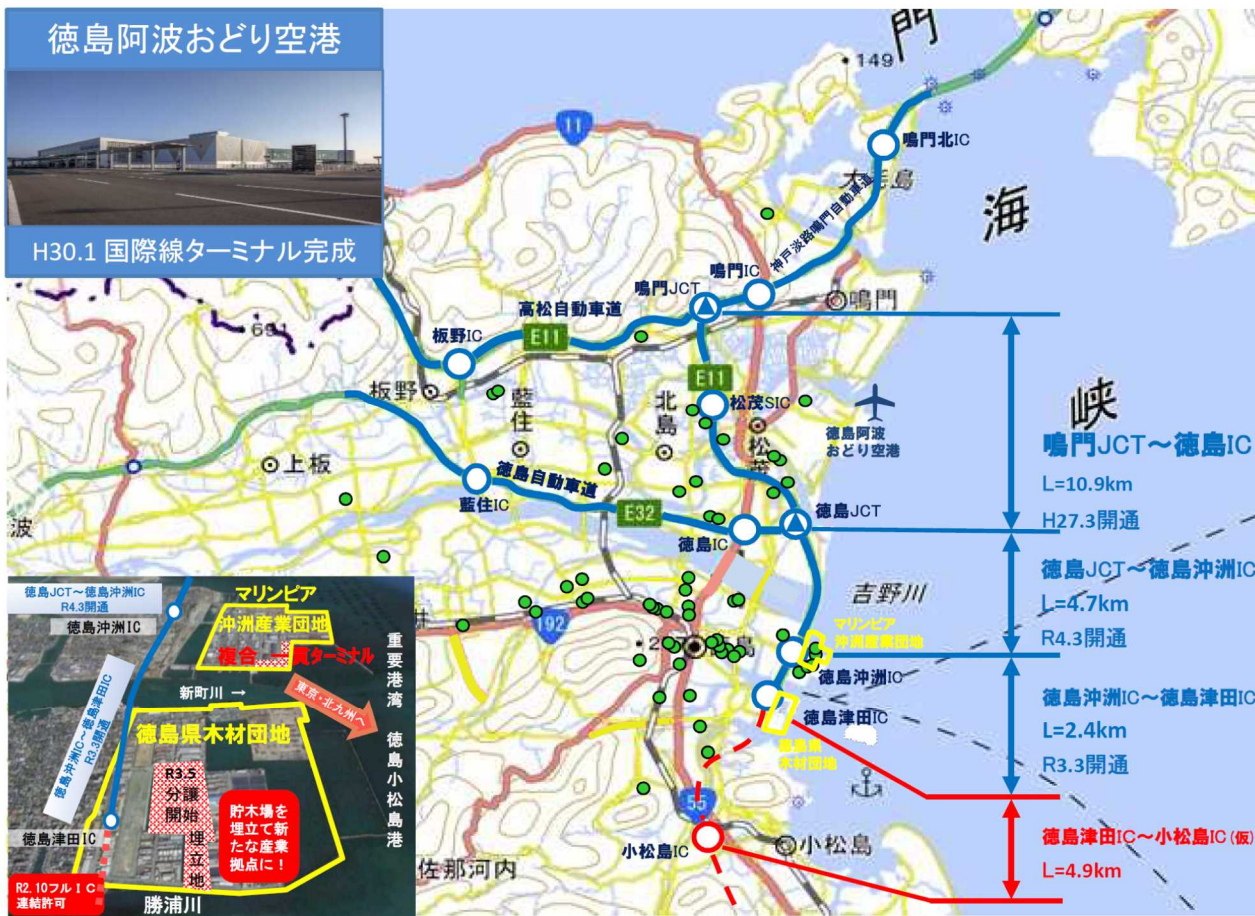 徳島阿波おどり空港
H30.1 国際線ターミナル完成
門
海
峡
149
11
鳴門北IC
大毛島
神戸淡路鳴門自動車道
鳴門IC
鳴門JCT
鳴門
高松自動車道
E11
板野IC
691
板野
藍住
北島
E11
松茂SIC
松茂
徳島阿波
おどり空港
上板
徳島自動車道
藍住IC
E32
徳島IC
徳島JCT
波
吉野川
192
マリンピア
沖洲産業団地
徳島沖洲IC
徳島津田IC
徳島県
木材団地
55
小松島IC
小松島
佐那河内
鳴門JCT~徳島IC
L=10.9km
H27.3開通
徳島JCT~徳島沖洲IC
L=4.7km
R4.3開通
徳島沖洲IC~徳島津田IC
L=2.4km
R3.3開通
徳島津田IC~小松島IC(仮)
L=4.9km
徳島JCT~徳島沖洲IC
R4.3開通
徳島沖洲IC
マリンピア
沖洲産業団地
複合一貫ターミナル
新町川 →
東京・北九州へ
重要港湾 徳島小松島港
徳島沖洲IC~徳島津田IC
R3.3開通
徳島県木材団地
R3.5
分譲
開始
埋立地
貯木場を
埋立て新
たな産業
拠点に!
徳島津田IC
R2.10フルIC
連結許可
勝浦川